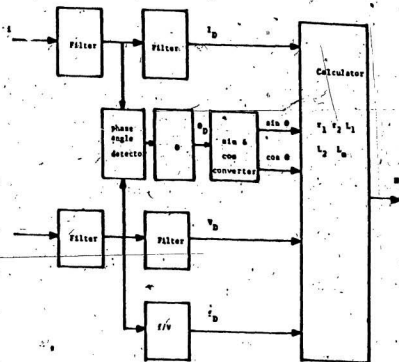 i
Filter
Filter
I_D
Calculator
phase
angle
detecto
θ
θ_D
sin &
cos
converter
sin θ
cos θ
r_1 r_2 L_1
L_2 L_m
Filter
Filter
V_D
f/V
f_D